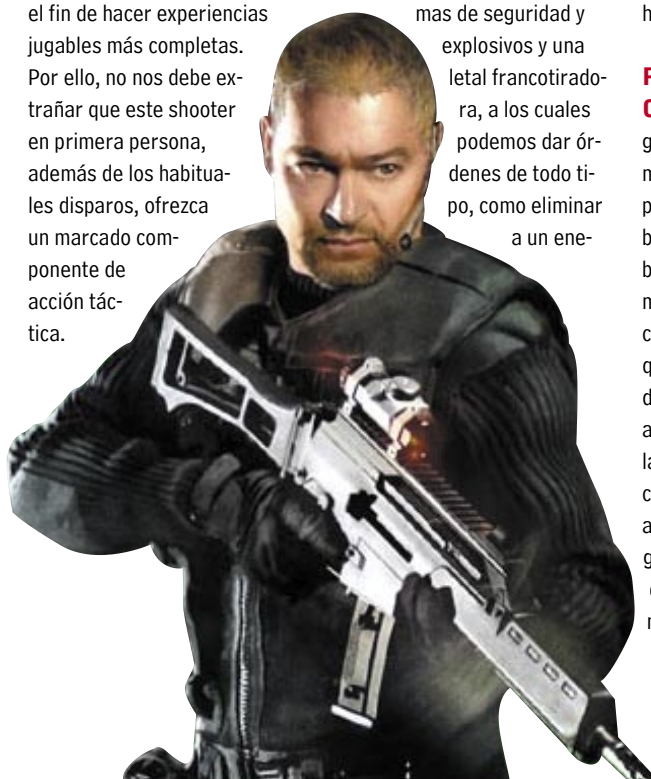 el fin de hacer experiencias
jugables más completas.
Por ello, no nos debe ex-
trañar que este shooter
en primera persona,
además de los habitua-
les disparos, ofrezca
un marcado com-
ponente de
acción tác-
tica.
mas de seguridad y
explosivos y una
letal francotirado-
ra, a los cuales
podemos dar ór-
denes de todo ti-
po, como eliminar
a un ene-